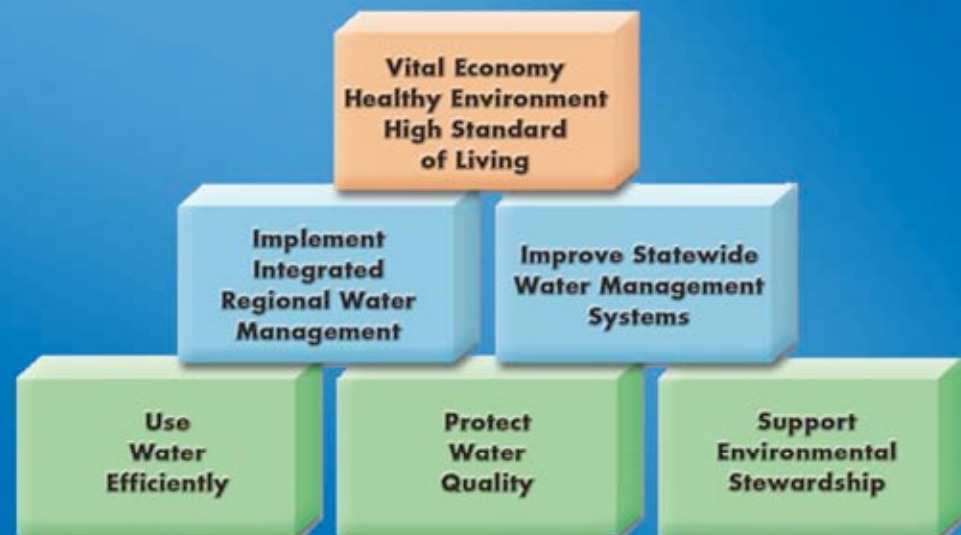 Vital Economy
Healthy Environment
High Standard
of Living
Implement
Integrated
Regional Water
Management
Improve Statewide
Water Management
Systems
Use
Water
Efficiently
Protect
Water
Quality
Support
Environmental
Stewardship